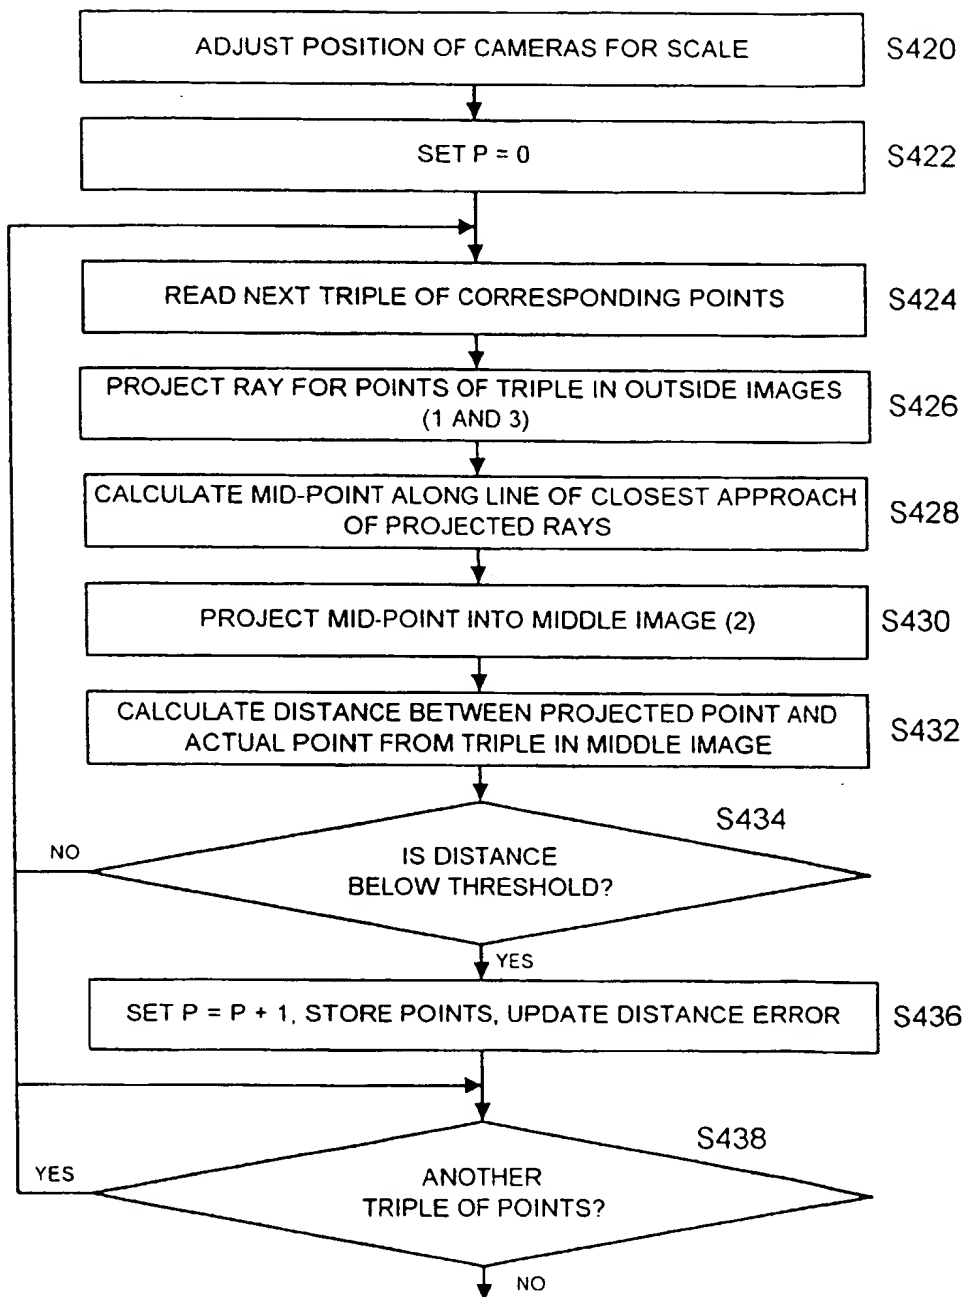 ADJUST POSITION OF CAMERAS FOR SCALE
S420
SET P = 0
S422
READ NEXT TRIPLE OF CORRESPONDING POINTS
S424
PROJECT RAY FOR POINTS OF TRIPLE IN OUTSIDE IMAGES
(1 AND 3)
S426
CALCULATE MID-POINT ALONG LINE OF CLOSEST APPROACH
OF PROJECTED RAYS
S428
PROJECT MID-POINT INTO MIDDLE IMAGE (2)
S430
CALCULATE DISTANCE BETWEEN PROJECTED POINT AND
ACTUAL POINT FROM TRIPLE IN MIDDLE IMAGE
S432
S434
NO
IS DISTANCE
BELOW THRESHOLD?
YES
SET P = P + 1, STORE POINTS, UPDATE DISTANCE ERROR
S436
S438
YES
ANOTHER
TRIPLE OF POINTS?
NO